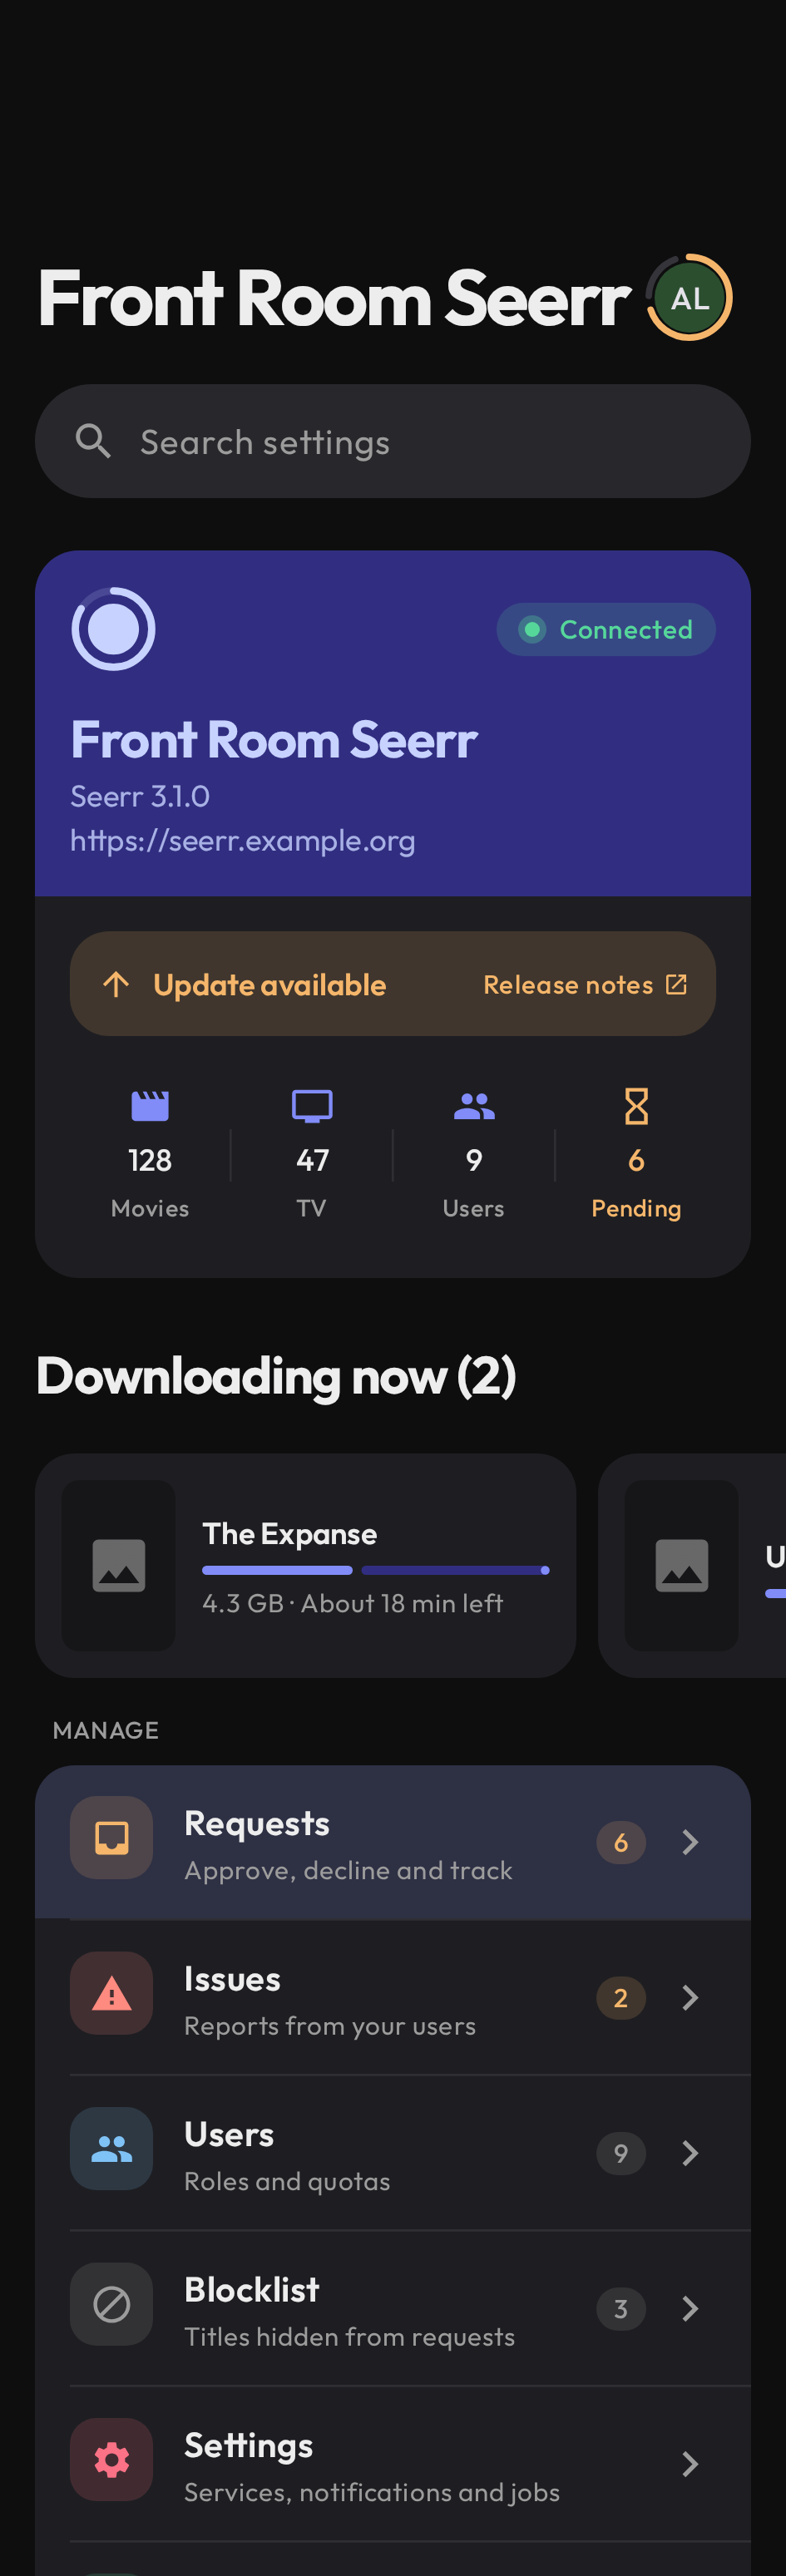 Front Room Seerr AL
Search settings
Connected
Front Room Seerr
Seerr 3.1.0
https://seerr.example.org
Update available Release notes
128 47 9 6
Movies TV Users Pending
Downloading now (2)
The Expanse
4.3 GB · About 18 min left
MANAGE
Requests
Approve, decline and track
6
Issues
Reports from your users
2
Users
Roles and quotas
9
Blocklist
Titles hidden from requests
3
Settings
Services, notifications and jobs